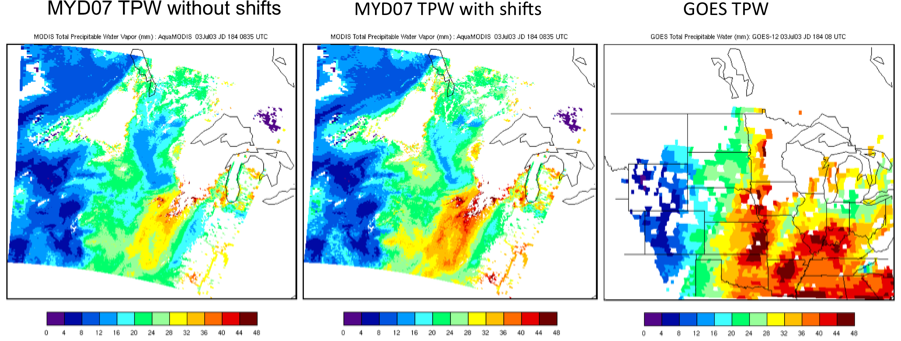 MYD07 TPW without shifts
MYD07 TPW with shifts
GOES TPW
MODIS Total Precipitable Water Vapor (mm) : AquaMODIS 03Jul03 JD 184 0835 UTC
MODIS Total Precipitable Water Vapor (mm) : AquaMODIS 03Jul03 JD 184 0835 UTC
GOES Total Precipitable Water (mm): GOES-12 03Jul03 JD 184 08 UTC
0 4 8 12 16 20 24 28 32 36 40 44 48
0 4 8 12 16 20 24 28 32 36 40 44 48
0 4 8 12 16 20 24 28 32 36 40 44 48